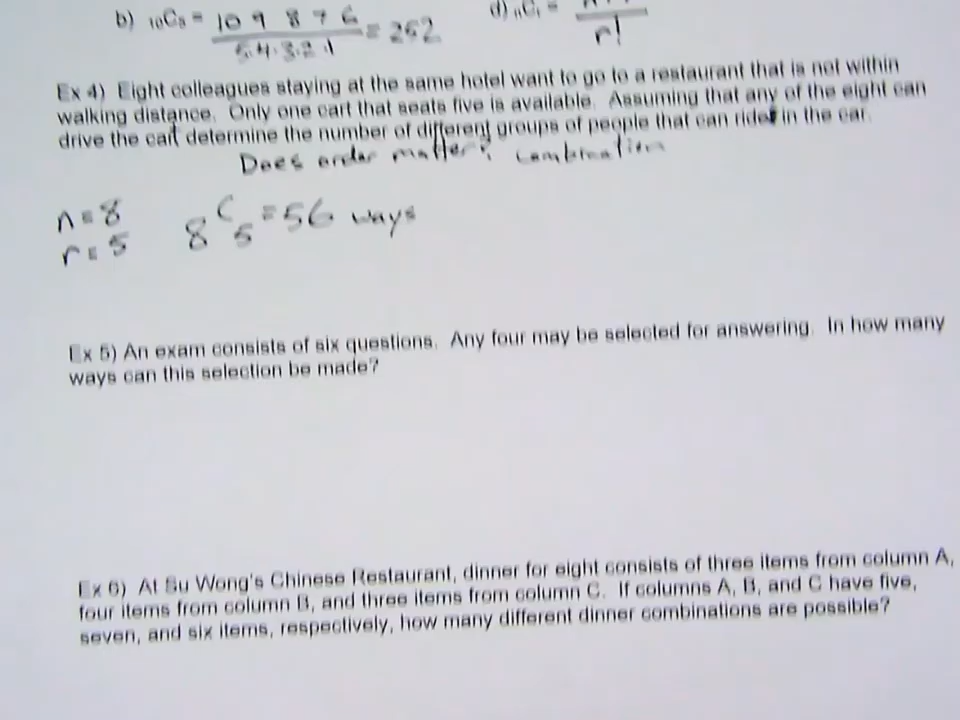 b) ₁₀C₅ = 10 9 8 7 6 / 5.4.3.2.1 = 252
r!
Ex 4) Eight colleagues staying at the same hotel want to go to a restaurant that is not within
walking distance. Only one cart that seats five is available. Assuming that any of the eight can
drive the cart determine the number of different groups of people that can ride in the car.
Does order matter? combination
n = 8
r = 5
8 C 5 = 56 ways
Ex 5) An exam consists of six questions. Any four may be selected for answering. In how many
ways can this selection be made?
Ex 6) At Su Wong's Chinese Restaurant, dinner for eight consists of three items from column A,
four items from column B, and three items from column C. If columns A, B, and C have five,
seven, and six items, respectively, how many different dinner combinations are possible?